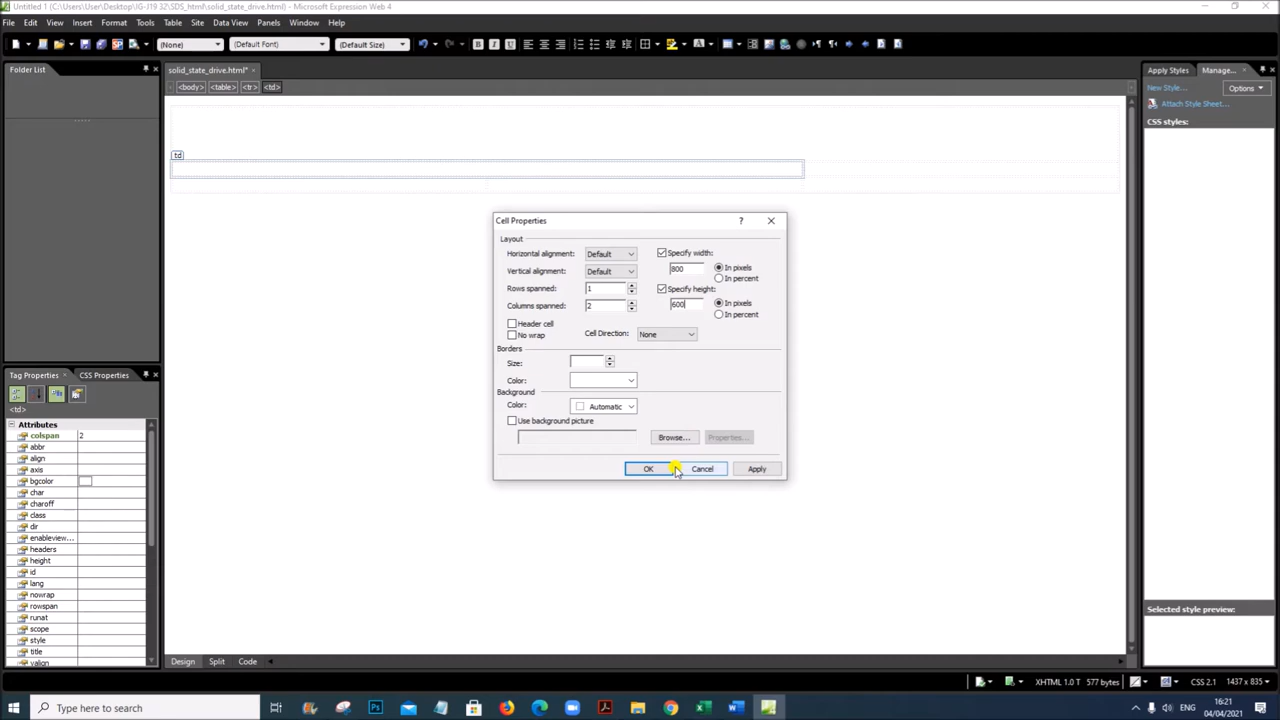 Untitled 1 (C:\Users\User\Desktop\IG-J19 32\SDS_html\solid_state_drive.html) - Microsoft Expression Web 4
File Edit View Insert Format Tools Table Site Data View Panels Window Help
(None) (Default Font) (Default Size)
Folder List
solid_state_drive.html*
<body> <table> <tr> <td>
td
Apply Styles Manage...
New Style... Options
Attach Style Sheet...
CSS styles:
Cell Properties
Layout
Horizontal alignment: Default Specify width:
800 In pixels
Vertical alignment: Default In percent
Rows spanned: 1 Specify height:
Columns spanned: 2 600 In pixels
In percent
Header cell
No wrap Cell Direction: None
Borders
Size:
Color:
Background
Color: Automatic
Use background picture
Browse... Properties...
OK Cancel Apply
Tag Properties CSS Properties
<td>
Attributes
colspan 2
abbr
align
axis
bgcolor
char
charoff
class
dir
enableview...
headers
height
id
lang
nowrap
rowspan
runat
scope
style
title
valign
Selected style preview:
Design Split Code
XHTML 1.0 T 577 bytes CSS 2.1 1437 x 835
Type here to search
ENG
16:21
04/04/2021